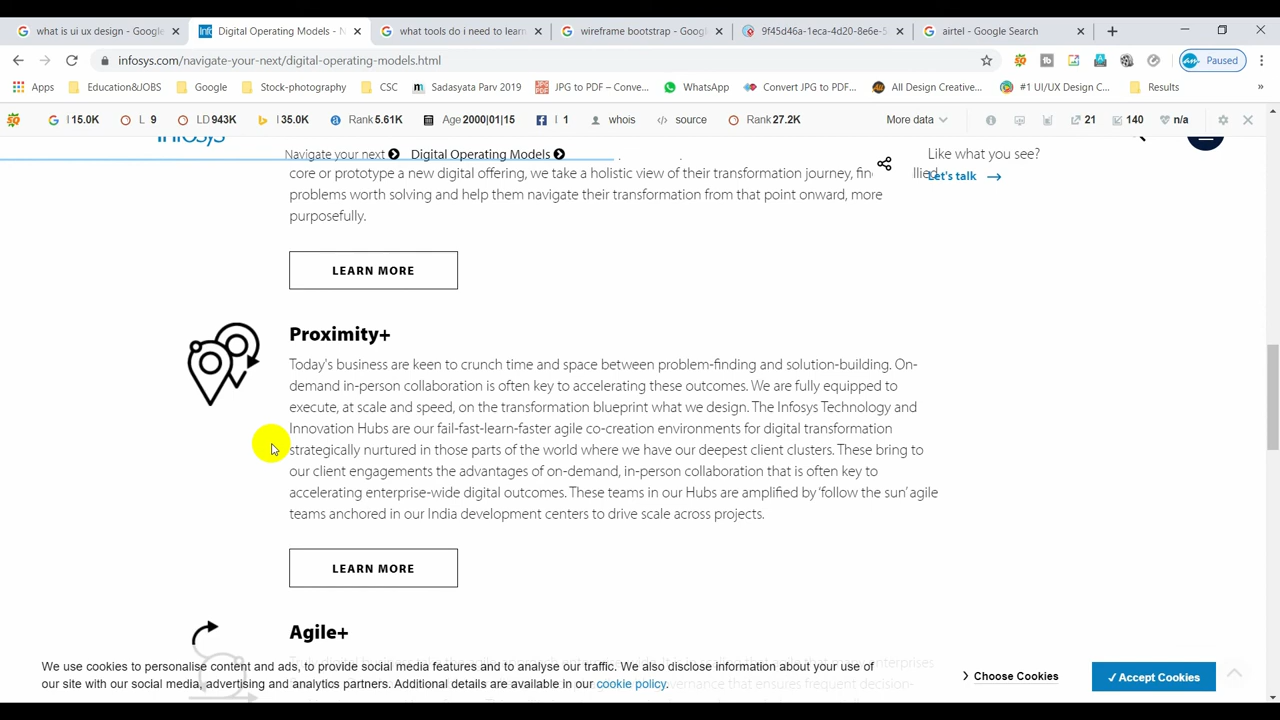 what is ui ux design - Google
Digital Operating Models - N
what tools do i need to learn
wireframe bootstrap - Goog
9f45d46a-1eca-4d20-8e6e-5
airtel - Google Search
infosys.com/navigate-your-next/digital-operating-models.html
Paused
Apps
Education&JOBS
Google
Stock-photography
CSC
Sadasyata Parv 2019
JPG to PDF – Conve...
WhatsApp
Convert JPG to PDF...
All Design Creative...
#1 UI/UX Design C...
Results
I 15.0K
L 9
LD 943K
I 35.0K
Rank 5.61K
Age 2000|01|15
I 1
whois
source
Rank 27.2K
More data
21
140
n/a
Infosys
Navigate your next
Digital Operating Models
Like what you see?
Let's talk
core or prototype a new digital offering, we take a holistic view of their transformation journey,
problems worth solving and help them navigate their transformation from that point onward, more
purposefully.
LEARN MORE
Proximity+
Today's business are keen to crunch time and space between problem-finding and solution-building. On-
demand in-person collaboration is often key to accelerating these outcomes. We are fully equipped to
execute, at scale and speed, on the transformation blueprint what we design. The Infosys Technology and
Innovation Hubs are our fail-fast-learn-faster agile co-creation environments for digital transformation
strategically nurtured in those parts of the world where we have our deepest client clusters. These bring to
our client engagements the advantages of on-demand, in-person collaboration that is often key to
accelerating enterprise-wide digital outcomes. These teams in our Hubs are amplified by 'follow the sun' agile
teams anchored in our India development centers to drive scale across projects.
LEARN MORE
Agile+
We use cookies to personalise content and ads, to provide social media features and to analyse our traffic. We also disclose information about your use of
our site with our social media, advertising and analytics partners. Additional details are available in our cookie policy.
Choose Cookies
✓ Accept Cookies